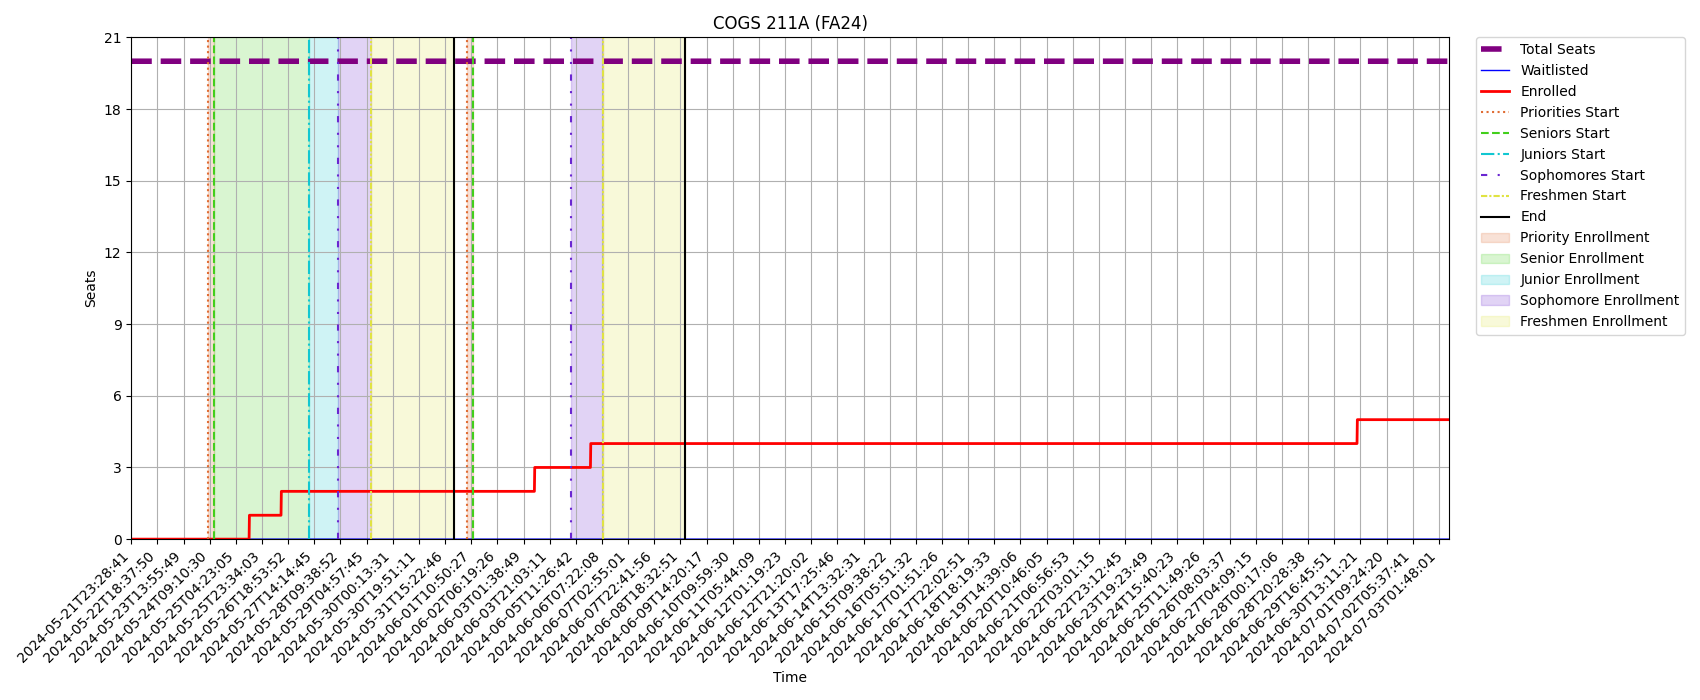 COGS 211A (FA24)
21
18
15
12
9
6
3
0
Seats
2024-05-21T23:28:41
2024-05-22T18:37:50
2024-05-23T13:55:49
2024-05-24T09:10:30
2024-05-25T04:23:05
2024-05-25T23:34:03
2024-05-26T18:53:52
2024-05-27T14:14:45
2024-05-28T09:38:52
2024-05-29T04:57:45
2024-05-30T00:13:31
2024-05-30T19:51:11
2024-05-31T15:22:46
2024-06-01T10:50:27
2024-06-02T06:19:26
2024-06-03T01:38:49
2024-06-03T21:03:11
2024-06-05T11:26:42
2024-06-06T07:22:08
2024-06-07T02:55:01
2024-06-07T22:41:56
2024-06-08T18:32:51
2024-06-09T14:20:17
2024-06-10T09:59:30
2024-06-11T05:44:09
2024-06-12T01:19:23
2024-06-12T21:20:02
2024-06-13T17:25:46
2024-06-14T13:32:31
2024-06-15T09:38:22
2024-06-16T05:51:32
2024-06-17T01:51:26
2024-06-17T22:02:51
2024-06-18T18:19:33
2024-06-19T14:39:06
2024-06-20T10:46:05
2024-06-21T06:56:53
2024-06-22T03:01:15
2024-06-22T23:12:45
2024-06-23T19:23:49
2024-06-24T15:40:23
2024-06-25T11:49:26
2024-06-26T08:03:37
2024-06-27T04:09:15
2024-06-28T00:17:06
2024-06-28T20:28:38
2024-06-29T16:45:51
2024-06-30T13:11:21
2024-07-01T09:24:20
2024-07-02T05:37:41
2024-07-03T01:48:01
Time
Total Seats
Waitlisted
Enrolled
Priorities Start
Seniors Start
Juniors Start
Sophomores Start
Freshmen Start
End
Priority Enrollment
Senior Enrollment
Junior Enrollment
Sophomore Enrollment
Freshmen Enrollment